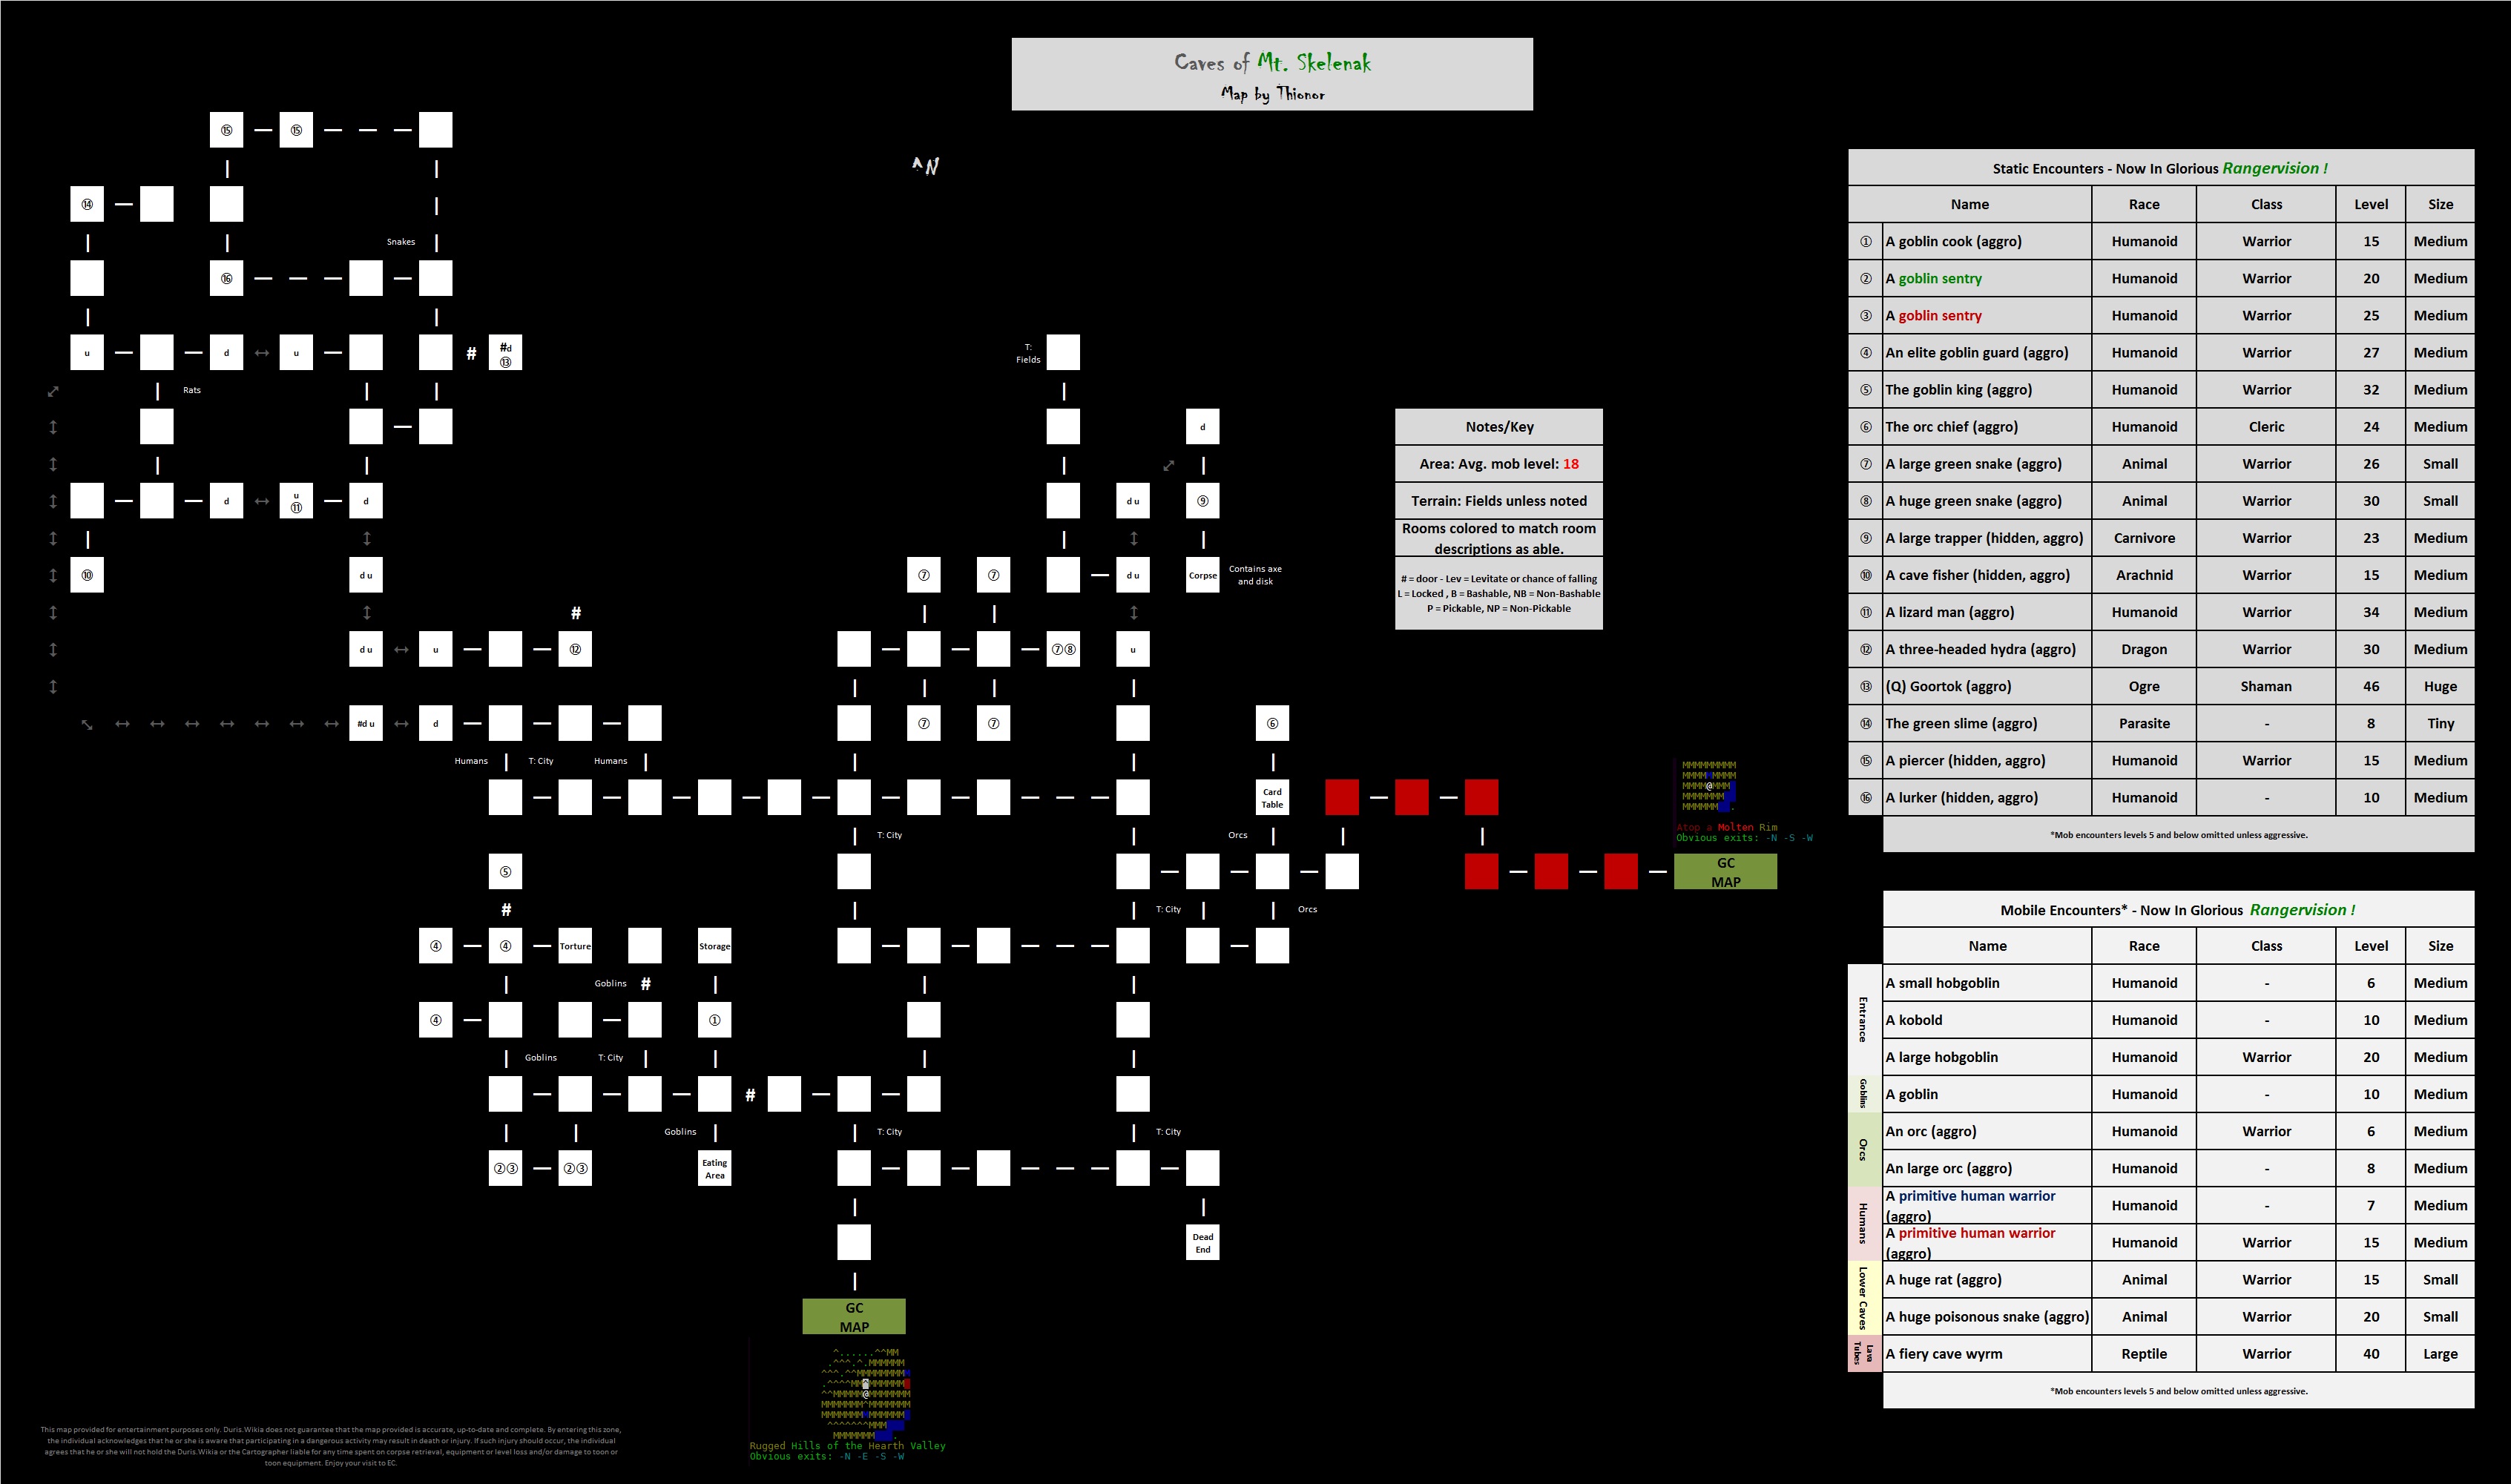 Caves of Mt. Skelenak
Map by Thionor
^N
⑮ ⑮
⑭
Snakes
⑯
u d u #
#d
⑬
Rats
d u
⑪
d
⑩
d u
#
d u u ⑫
#d u d
Humans T: City Humans
T:
Fields
d
d u ⑨
⑦ ⑦ d u Corpse
Contains axe
and disk
⑦⑧ u
⑦ ⑦ ⑥
Card
Table
T: City Orcs
⑤
#
T: City Orcs
④ ④ Torture Storage
Goblins #
④ ①
Goblins T: City
#
Goblins T: City T: City
②③ ②③
Eating
Area
Dead
End
GC
MAP
^......^^MM
.^^^.^.MMMMMM
Rugged Hills of the Hearth Valley
Obvious exits: -N -E -S -W
MMMMMMMMM
Atop a Molten Rim
Obvious exits: -N -S -W
GC
MAP
Notes/Key
Area: Avg. mob level: 18
Terrain: Fields unless noted
Rooms colored to match room
descriptions as able.
# = door - Lev = Levitate or chance of falling
L = Locked , B = Bashable, NB = Non-Bashable
P = Pickable, NP = Non-Pickable
Static Encounters - Now In Glorious Rangervision !
Name Race Class Level Size
① A goblin cook (aggro) Humanoid Warrior 15 Medium
② A goblin sentry Humanoid Warrior 20 Medium
③ A goblin sentry Humanoid Warrior 25 Medium
④ An elite goblin guard (aggro) Humanoid Warrior 27 Medium
⑤ The goblin king (aggro) Humanoid Warrior 32 Medium
⑥ The orc chief (aggro) Humanoid Cleric 24 Medium
⑦ A large green snake (aggro) Animal Warrior 26 Small
⑧ A huge green snake (aggro) Animal Warrior 30 Small
⑨ A large trapper (hidden, aggro) Carnivore Warrior 23 Medium
⑩ A cave fisher (hidden, aggro) Arachnid Warrior 15 Medium
⑪ A lizard man (aggro) Humanoid Warrior 34 Medium
⑫ A three-headed hydra (aggro) Dragon Warrior 30 Medium
⑬ (Q) Goortok (aggro) Ogre Shaman 46 Huge
⑭ The green slime (aggro) Parasite - 8 Tiny
⑮ A piercer (hidden, aggro) Humanoid Warrior 15 Medium
⑯ A lurker (hidden, aggro) Humanoid - 10 Medium
*Mob encounters levels 5 and below omitted unless aggressive.
Mobile Encounters* - Now In Glorious Rangervision !
Name Race Class Level Size
Entrance
A small hobgoblin Humanoid - 6 Medium
A kobold Humanoid - 10 Medium
A large hobgoblin Humanoid Warrior 20 Medium
Goblins
A goblin Humanoid - 10 Medium
Orcs
An orc (aggro) Humanoid Warrior 6 Medium
An large orc (aggro) Humanoid - 8 Medium
Humans
A primitive human warrior
(aggro) Humanoid - 7 Medium
A primitive human warrior
(aggro) Humanoid Warrior 15 Medium
Lower Caves
A huge rat (aggro) Animal Warrior 15 Small
A huge poisonous snake (aggro) Animal Warrior 20 Small
Lava
Tubes
A fiery cave wyrm Reptile Warrior 40 Large
*Mob encounters levels 5 and below omitted unless aggressive.
This map provided for entertainment purposes only. Duris.Wikia does not guarantee that the map provided is accurate, up-to-date and complete. By entering this zone,
the individual acknowledges that he or she is aware that participating in a dangerous activity may result in death or injury. If such injury should occur, the individual
agrees that he or she will not hold the Duris.Wikia or the Cartographer liable for any time spent on corpse retrieval, equipment or level loss and/or damage to toon or
toon equipment. Enjoy your visit to EC.